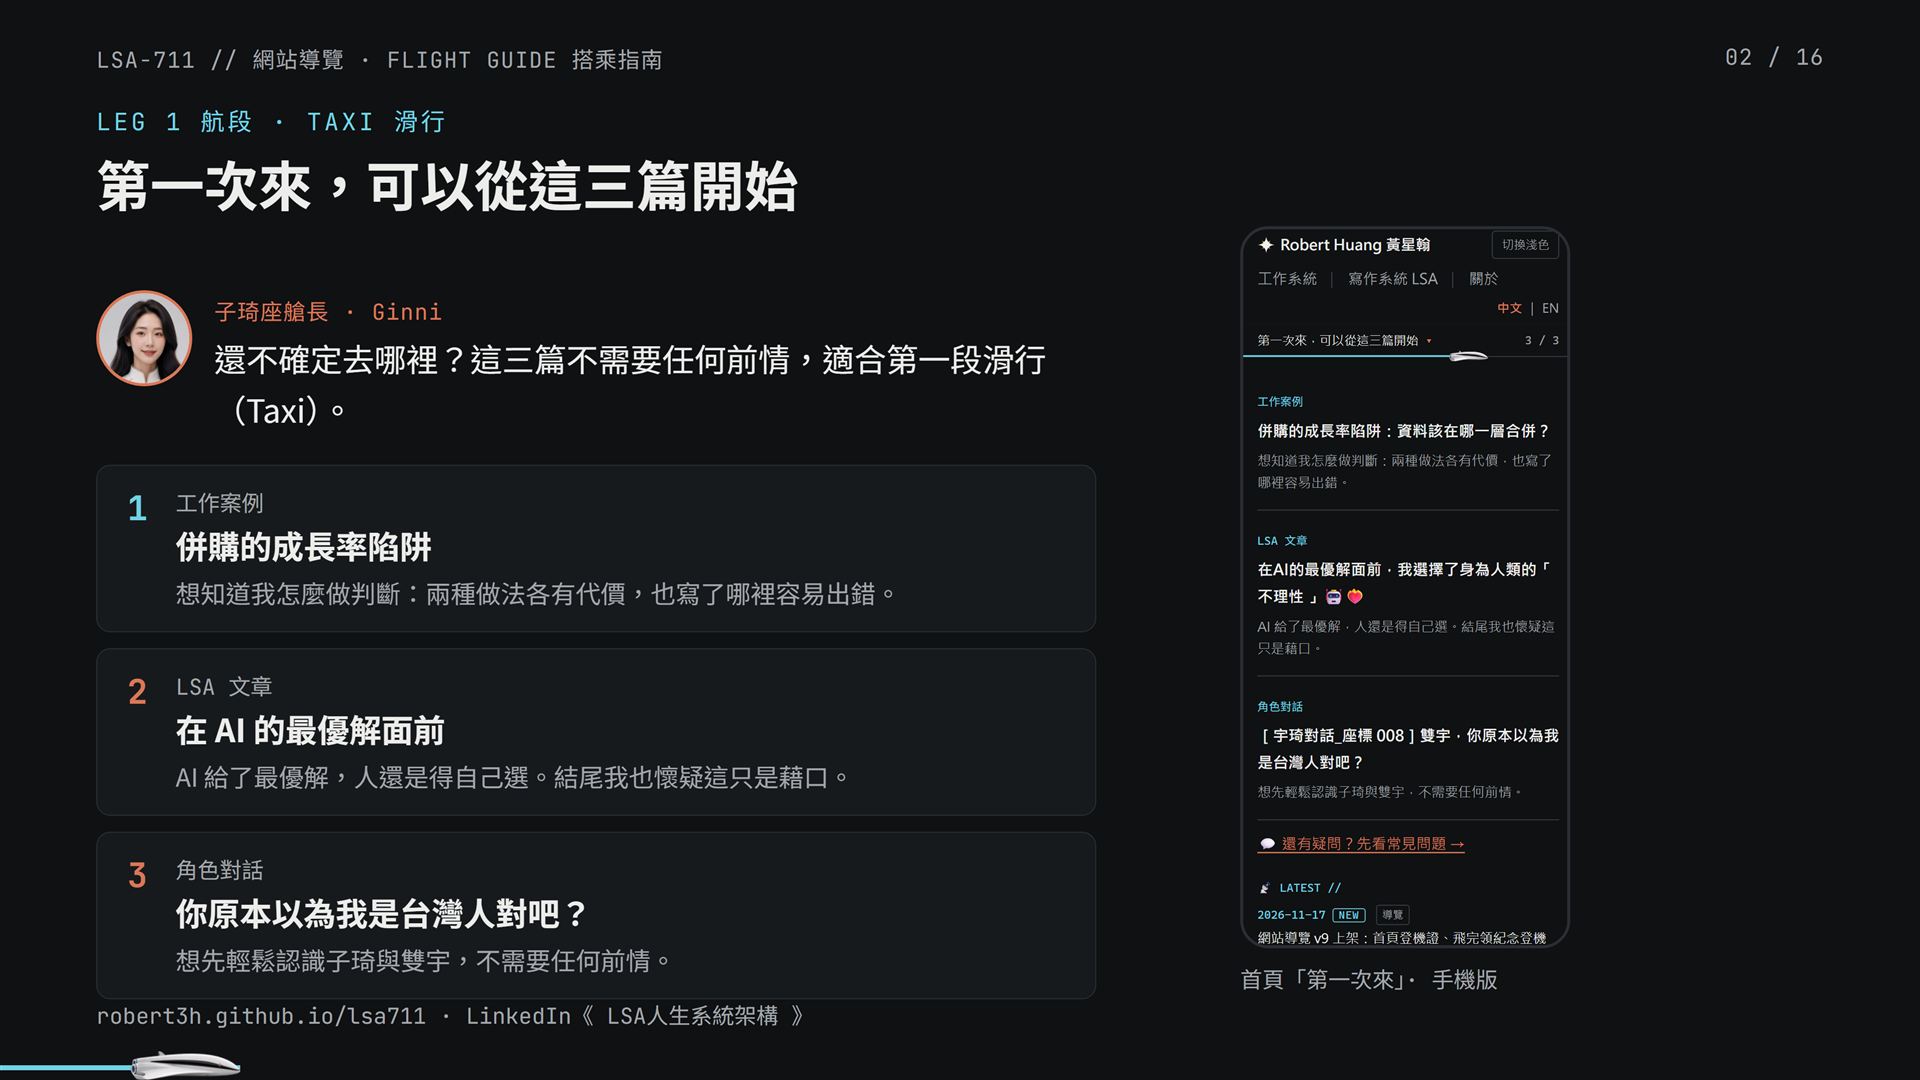 LSA-711 // 網站導覽 · FLIGHT GUIDE 搭乘指南
02 / 16
LEG 1 航段 · TAXI 滑行
第一次來，可以從這三篇開始
子琦座艙長 · Ginni
還不確定去哪裡？這三篇不需要任何前情，適合第一段滑行
（Taxi）。
1
工作案例
併購的成長率陷阱
想知道我怎麼做判斷：兩種做法各有代價，也寫了哪裡容易出錯。
2
LSA 文章
在 AI 的最優解面前
AI 給了最優解，人還是得自己選。結尾我也懷疑這只是藉口。
3
角色對話
你原本以為我是台灣人對吧？
想先輕鬆認識子琦與雙宇，不需要任何前情。
robert3h.github.io/lsa711 · LinkedIn《 LSA人生系統架構 》
Robert Huang 黃星翰
切換淺色
工作系統 | 寫作系統 LSA | 關於
中文 | EN
第一次來，可以從這三篇開始 ▾ 3 / 3
工作案例
併購的成長率陷阱：資料該在哪一層合併？
想知道我怎麼做判斷：兩種做法各有代價，也寫了
哪裡容易出錯。
LSA 文章
在AI的最優解面前，我選擇了身為人類的「
不理性 」🤖❤️
AI 給了最優解，人還是得自己選。結尾我也懷疑這
只是藉口。
角色對話
［ 宇琦對話_座標 008 ］雙宇，你原本以為我
是台灣人對吧？
想先輕鬆認識子琦與雙宇，不需要任何前情。
💬 還有疑問？先看常見問題 →
LATEST //
2026-11-17 NEW 導覽
網站導覽 v9 上架：首頁登機證、飛完領紀念登機
首頁「第一次來」· 手機版